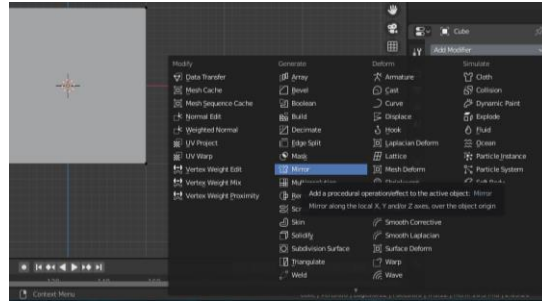 Cube
Add Modifier
Modify
Data Transfer
Mesh Cache
Mesh Sequence Cache
Normal Edit
Weighted Normal
UV Project
UV Warp
Vertex Weight Edit
Vertex Weight Mix
Vertex Weight Proximity
Generate
Array
Bevel
Boolean
Build
Decimate
Edge Split
Mask
Mirror
Skin
Solidify
Subdivision Surface
Triangulate
Weld
Deform
Armature
Cast
Curve
Displace
Hook
Laplacian Deform
Lattice
Mesh Deform
Smooth Corrective
Smooth Laplacian
Surface Deform
Warp
Wave
Simulate
Cloth
Collision
Dynamic Paint
Explode
Fluid
Ocean
Particle Instance
Particle System
Add a procedural operation/effect to the active object: Mirror
Mirror along the local X, Y and/or Z axes, over the object origin
Context Menu